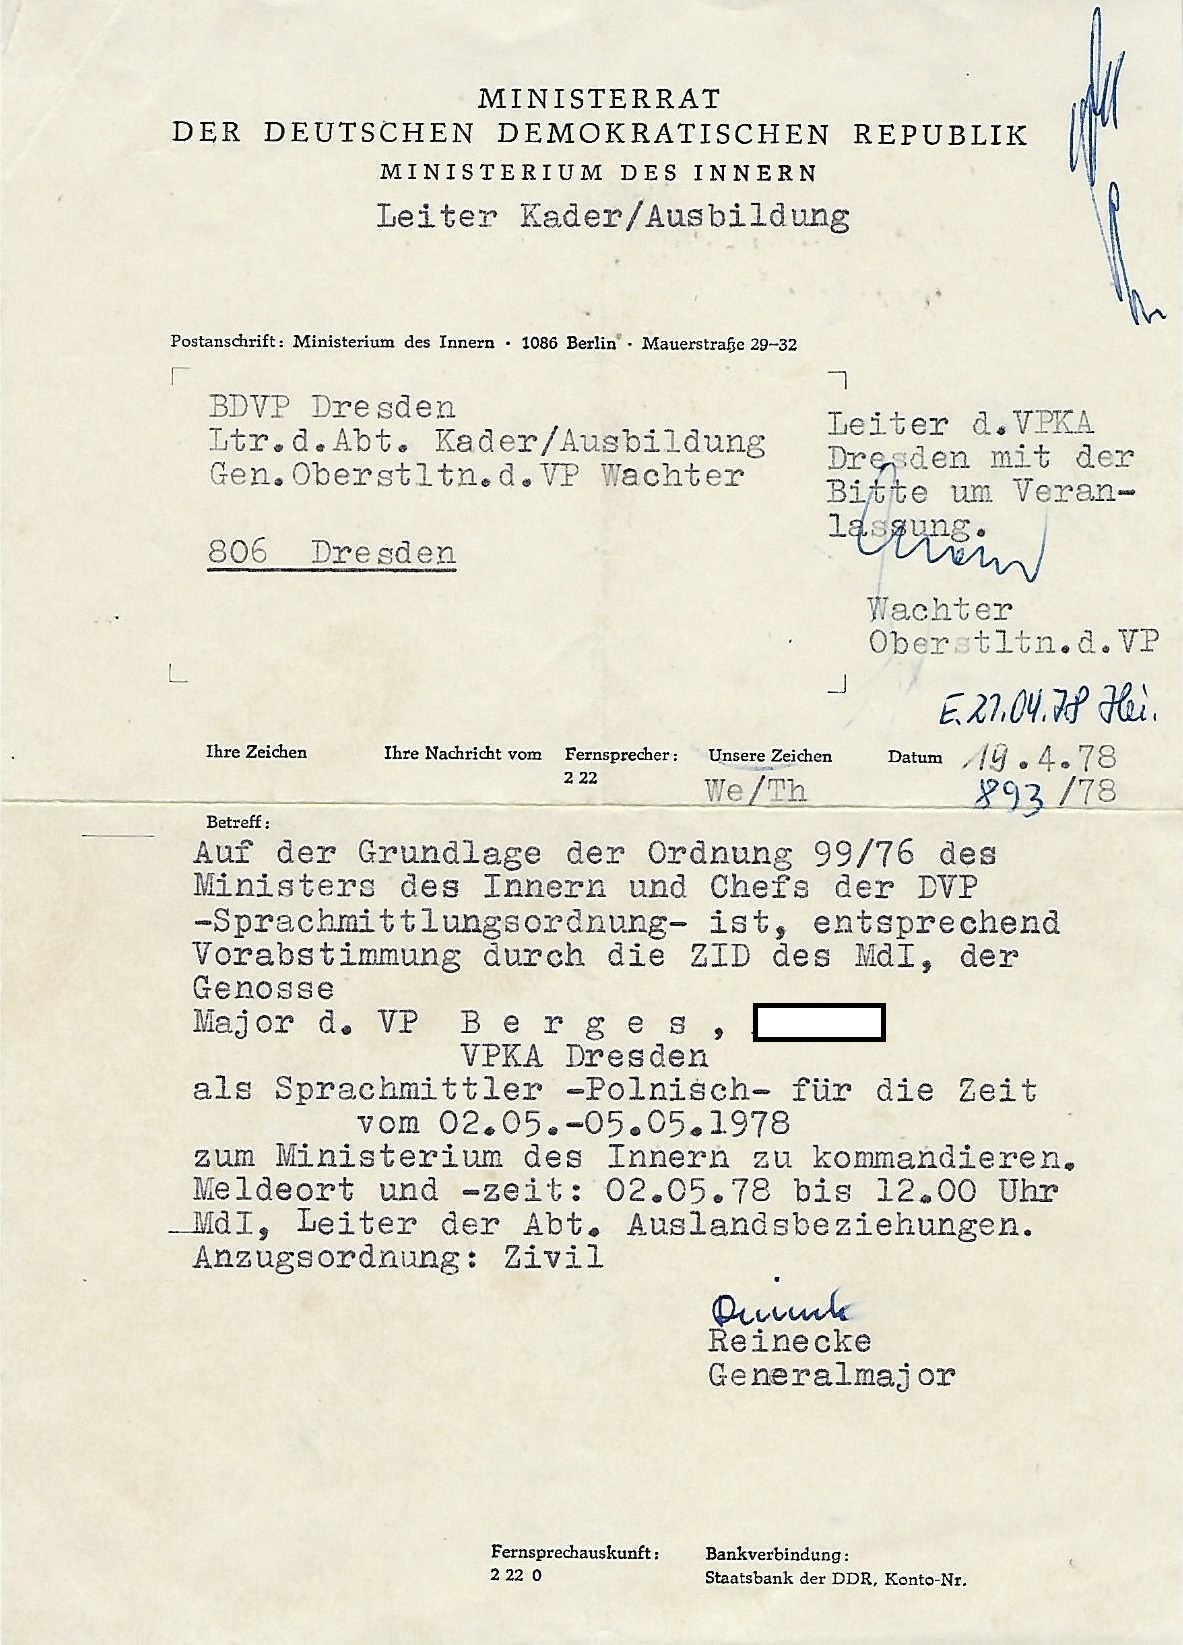 MINISTERRAT
DER DEUTSCHEN DEMOKRATISCHEN REPUBLIK
MINISTERIUM DES INNERN
Leiter Kader/Ausbildung
Postanschrift: Ministerium des Innern · 1086 Berlin · Mauerstraße 29–32
BDVP Dresden
Ltr.d.Abt. Kader/Ausbildung
Gen.Oberstltn.d.VP Wachter
806 Dresden
Leiter d.VPKA
Dresden mit der
Bitte um Veran-
lassung.
Wachter
Oberstltn.d.VP
E. 21.04.78 Hei.
Ihre Zeichen Ihre Nachricht vom Fernsprecher: Unsere Zeichen Datum 19.4.78
2 22 We/Th 893/78
Betreff:
Auf der Grundlage der Ordnung 99/76 des
Ministers des Innern und Chefs der DVP
-Sprachmittlungsordnung- ist, entsprechend
Vorabstimmung durch die ZID des MdI, der
Genosse
Major d. VP B e r g e s ,
VPKA Dresden
als Sprachmittler -Polnisch- für die Zeit
vom 02.05.-05.05.1978
zum Ministerium des Innern zu kommandieren.
Meldeort und -zeit: 02.05.78 bis 12.00 Uhr
MdI, Leiter der Abt. Auslandsbeziehungen.
Anzugsordnung: Zivil
Reinecke
Generalmajor
Fernsprechauskunft: Bankverbindung:
2 22 0 Staatsbank der DDR, Konto-Nr.